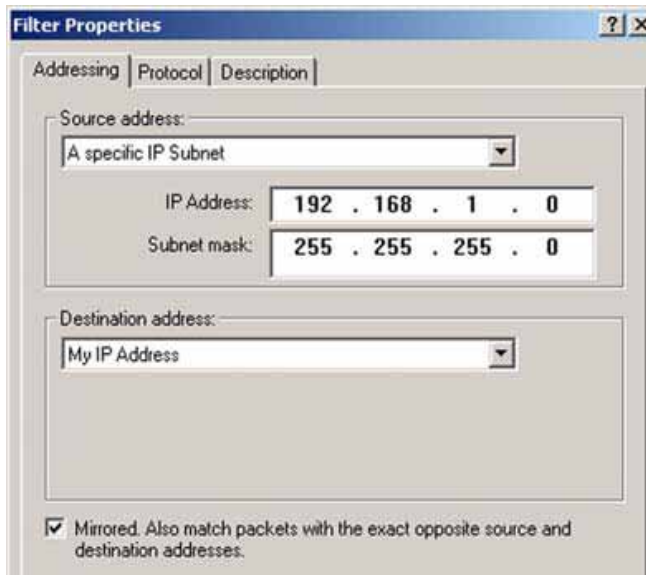 Filter Properties
Addressing Protocol Description
Source address:
A specific IP Subnet
IP Address: 192 . 168 . 1 . 0
Subnet mask: 255 . 255 . 255 . 0
Destination address:
My IP Address
Mirrored. Also match packets with the exact opposite source and
destination addresses.